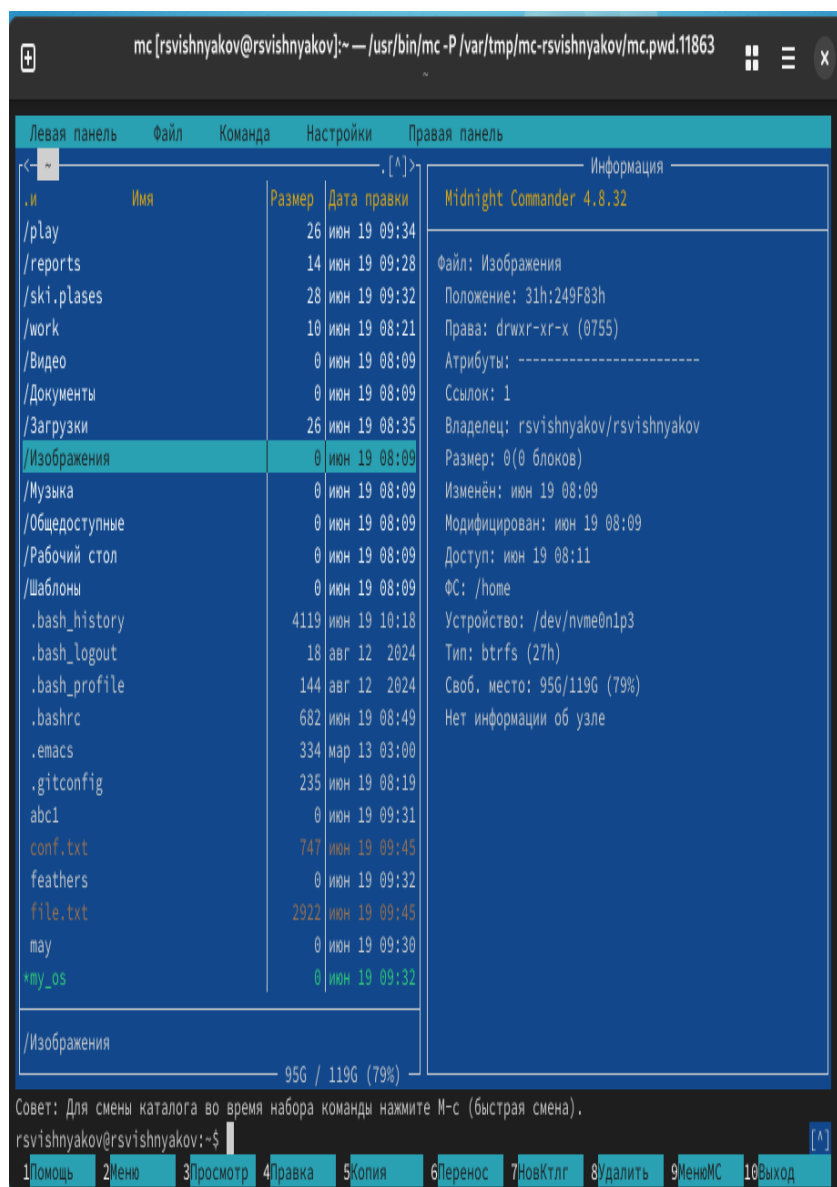 mc [rsvishnyakov@rsvishnyakov]:~ — /usr/bin/mc -P /var/tmp/mc-rsvishnyakov/mc.pwd.11863
~
Левая панель Файл Команда Настройки Правая панель
<- ~ .[^]>
.и Имя Размер Дата правки
/play 26 июн 19 09:34
/reports 14 июн 19 09:28
/ski.plases 28 июн 19 09:32
/work 10 июн 19 08:21
/Видео 0 июн 19 08:09
/Документы 0 июн 19 08:09
/Загрузки 26 июн 19 08:35
/Изображения 0 июн 19 08:09
/Музыка 0 июн 19 08:09
/Общедоступные 0 июн 19 08:09
/Рабочий стол 0 июн 19 08:09
/Шаблоны 0 июн 19 08:09
.bash_history 4119 июн 19 10:18
.bash_logout 18 авг 12 2024
.bash_profile 144 авг 12 2024
.bashrc 682 июн 19 08:49
.emacs 334 мар 13 03:00
.gitconfig 235 июн 19 08:19
abc1 0 июн 19 09:31
conf.txt 747 июн 19 09:45
feathers 0 июн 19 09:32
file.txt 2922 июн 19 09:45
may 0 июн 19 09:30
*my_os 0 июн 19 09:32
/Изображения
95G / 119G (79%)
Информация
Midnight Commander 4.8.32
Файл: Изображения
Положение: 31h:249F83h
Права: drwxr-xr-x (0755)
Атрибуты: -------------------------
Ссылок: 1
Владелец: rsvishnyakov/rsvishnyakov
Размер: 0(0 блоков)
Изменён: июн 19 08:09
Модифицирован: июн 19 08:09
Доступ: июн 19 08:11
ФС: /home
Устройство: /dev/nvme0n1p3
Тип: btrfs (27h)
Своб. место: 95G/119G (79%)
Нет информации об узле
Совет: Для смены каталога во время набора команды нажмите M-c (быстрая смена).
rsvishnyakov@rsvishnyakov:~$ [^]
1Помощь 2Меню 3Просмотр 4Правка 5Копия 6Перенос 7НовКтлг 8Удалить 9МенюMC 10Выход